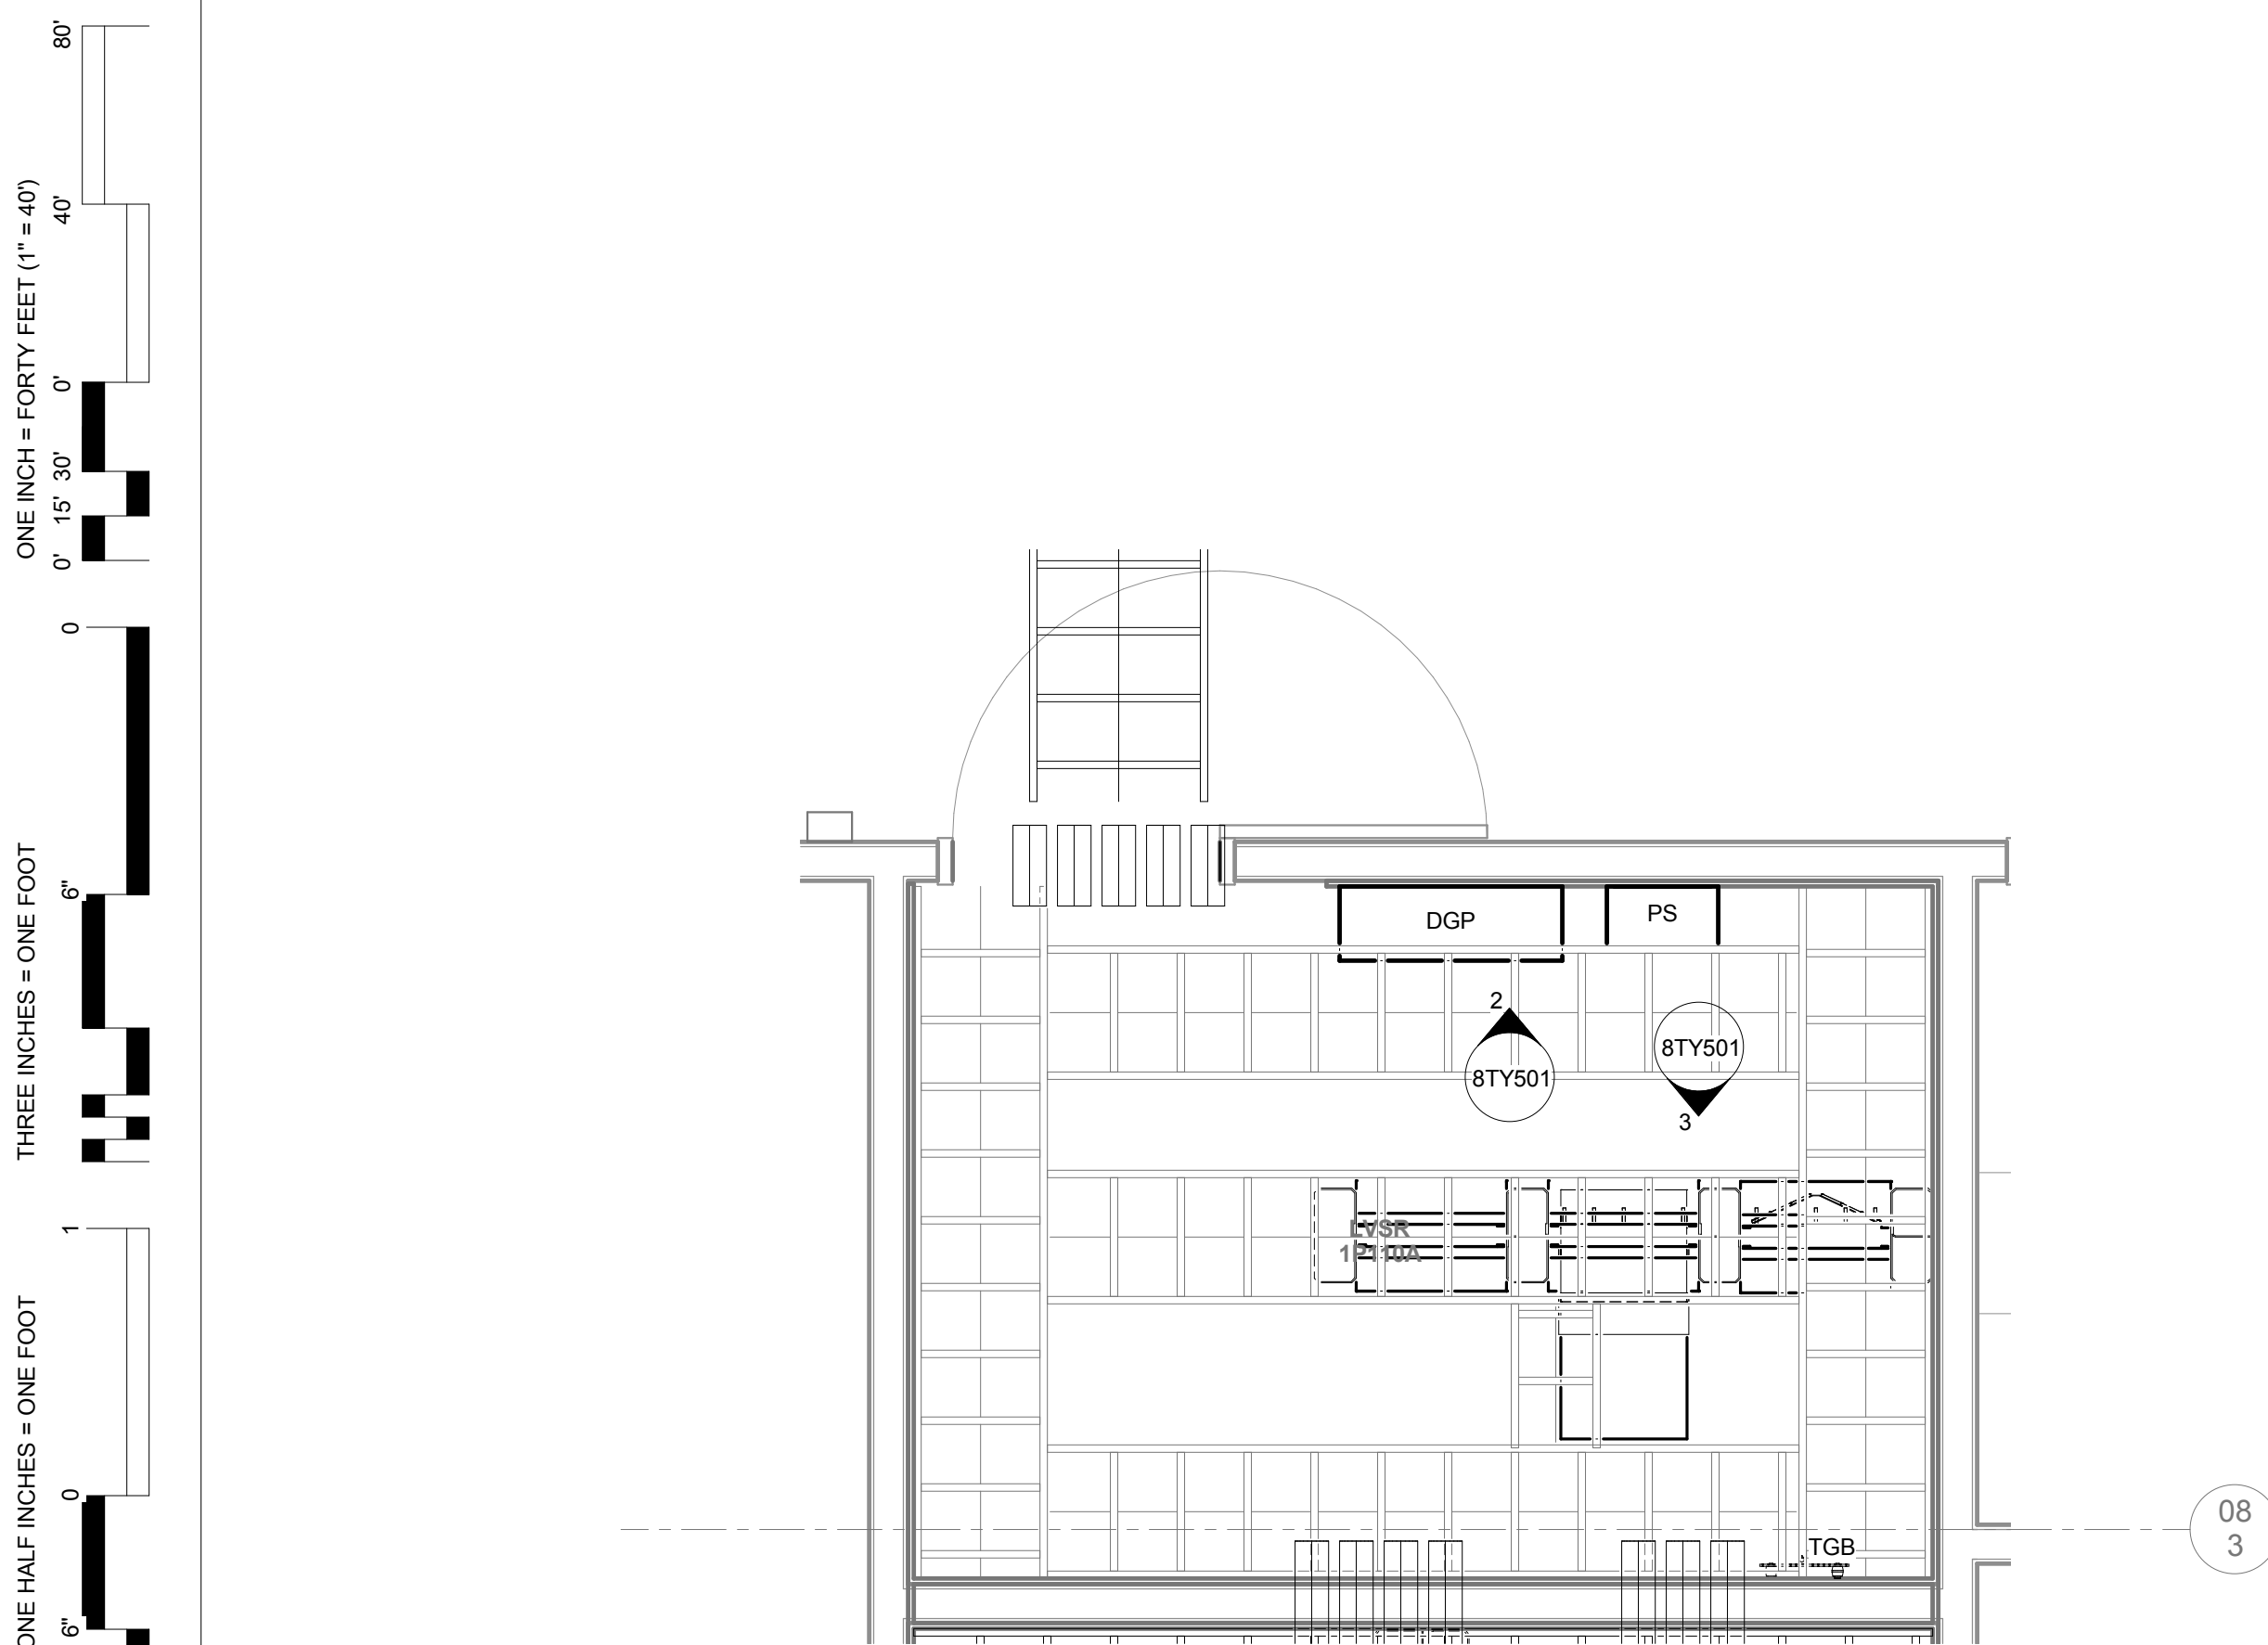 ONE INCH = FORTY FEET (1" = 40')
80'
40'
0'
30'
15'
0'
THREE INCHES = ONE FOOT
0
6"
ONE HALF INCHES = ONE FOOT
1
0
6"
DGP
PS
2
8TY501
8TY501
3
LVSR
1P110A
TGB
08
3